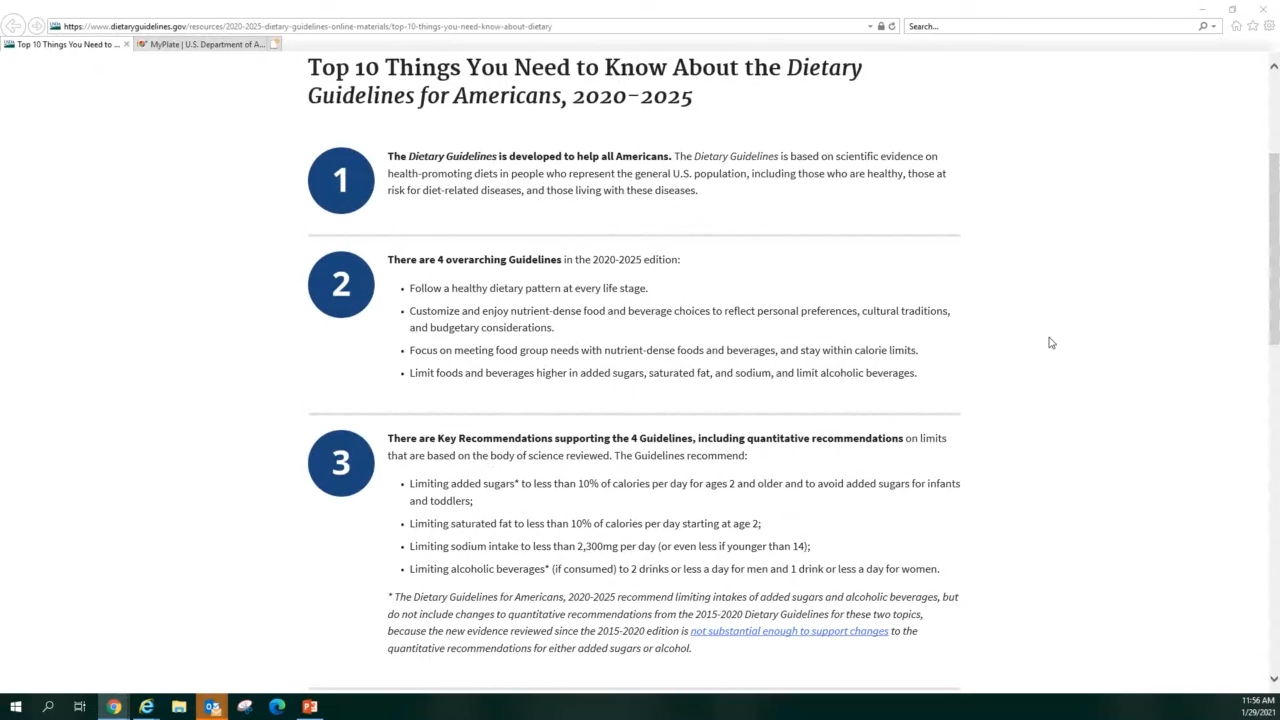 https://www.dietaryguidelines.gov/resources/2020-2025-dietary-guidelines-online-materials/top-10-things-you-need-know-about-dietary
Search...
Top 10 Things You Need to ...
MyPlate | U.S. Department of A...
Top 10 Things You Need to Know About the Dietary
Guidelines for Americans, 2020-2025
1
The Dietary Guidelines is developed to help all Americans. The Dietary Guidelines is based on scientific evidence on
health-promoting diets in people who represent the general U.S. population, including those who are healthy, those at
risk for diet-related diseases, and those living with these diseases.
2
There are 4 overarching Guidelines in the 2020-2025 edition:
• Follow a healthy dietary pattern at every life stage.
• Customize and enjoy nutrient-dense food and beverage choices to reflect personal preferences, cultural traditions,
and budgetary considerations.
• Focus on meeting food group needs with nutrient-dense foods and beverages, and stay within calorie limits.
• Limit foods and beverages higher in added sugars, saturated fat, and sodium, and limit alcoholic beverages.
3
There are Key Recommendations supporting the 4 Guidelines, including quantitative recommendations on limits
that are based on the body of science reviewed. The Guidelines recommend:
• Limiting added sugars* to less than 10% of calories per day for ages 2 and older and to avoid added sugars for infants
and toddlers;
• Limiting saturated fat to less than 10% of calories per day starting at age 2;
• Limiting sodium intake to less than 2,300mg per day (or even less if younger than 14);
• Limiting alcoholic beverages* (if consumed) to 2 drinks or less a day for men and 1 drink or less a day for women.
* The Dietary Guidelines for Americans, 2020-2025 recommend limiting intakes of added sugars and alcoholic beverages, but
do not include changes to quantitative recommendations from the 2015-2020 Dietary Guidelines for these two topics,
because the new evidence reviewed since the 2015-2020 edition is not substantial enough to support changes to the
quantitative recommendations for either added sugars or alcohol.
11:56 AM
1/29/2021